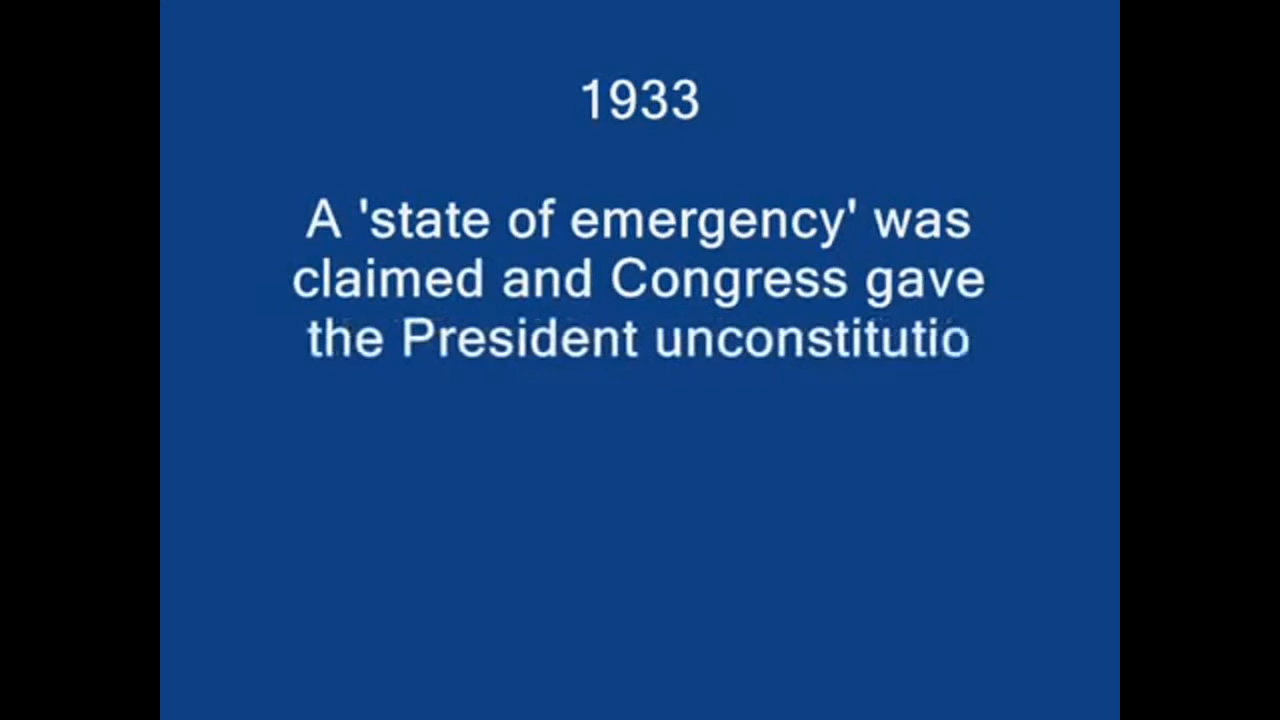 1933
A 'state of emergency' was
claimed and Congress gave
the President unconstitutio